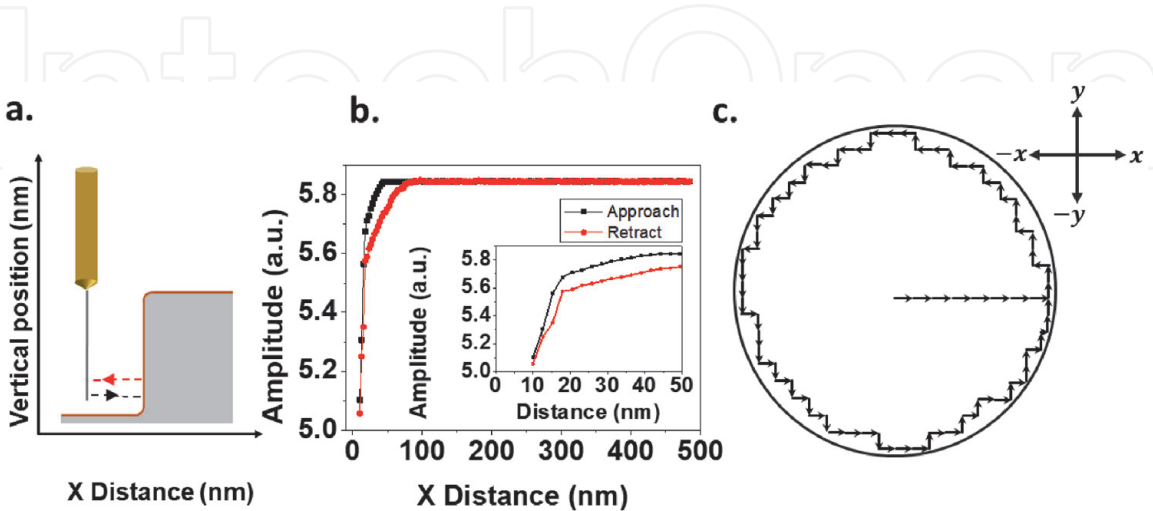 IntechOpen
a.
Vertical position (nm)
X Distance (nm)
b.
Amplitude (a.u.)
5.8
5.6
5.4
5.2
5.0
0 100 200 300 400 500
X Distance (nm)
Approach
Retract
Amplitude (a.u.)
5.8
5.6
5.4
5.2
5.0
0 10 20 30 40 50
Distance (nm)
c.
y
−x x
−y